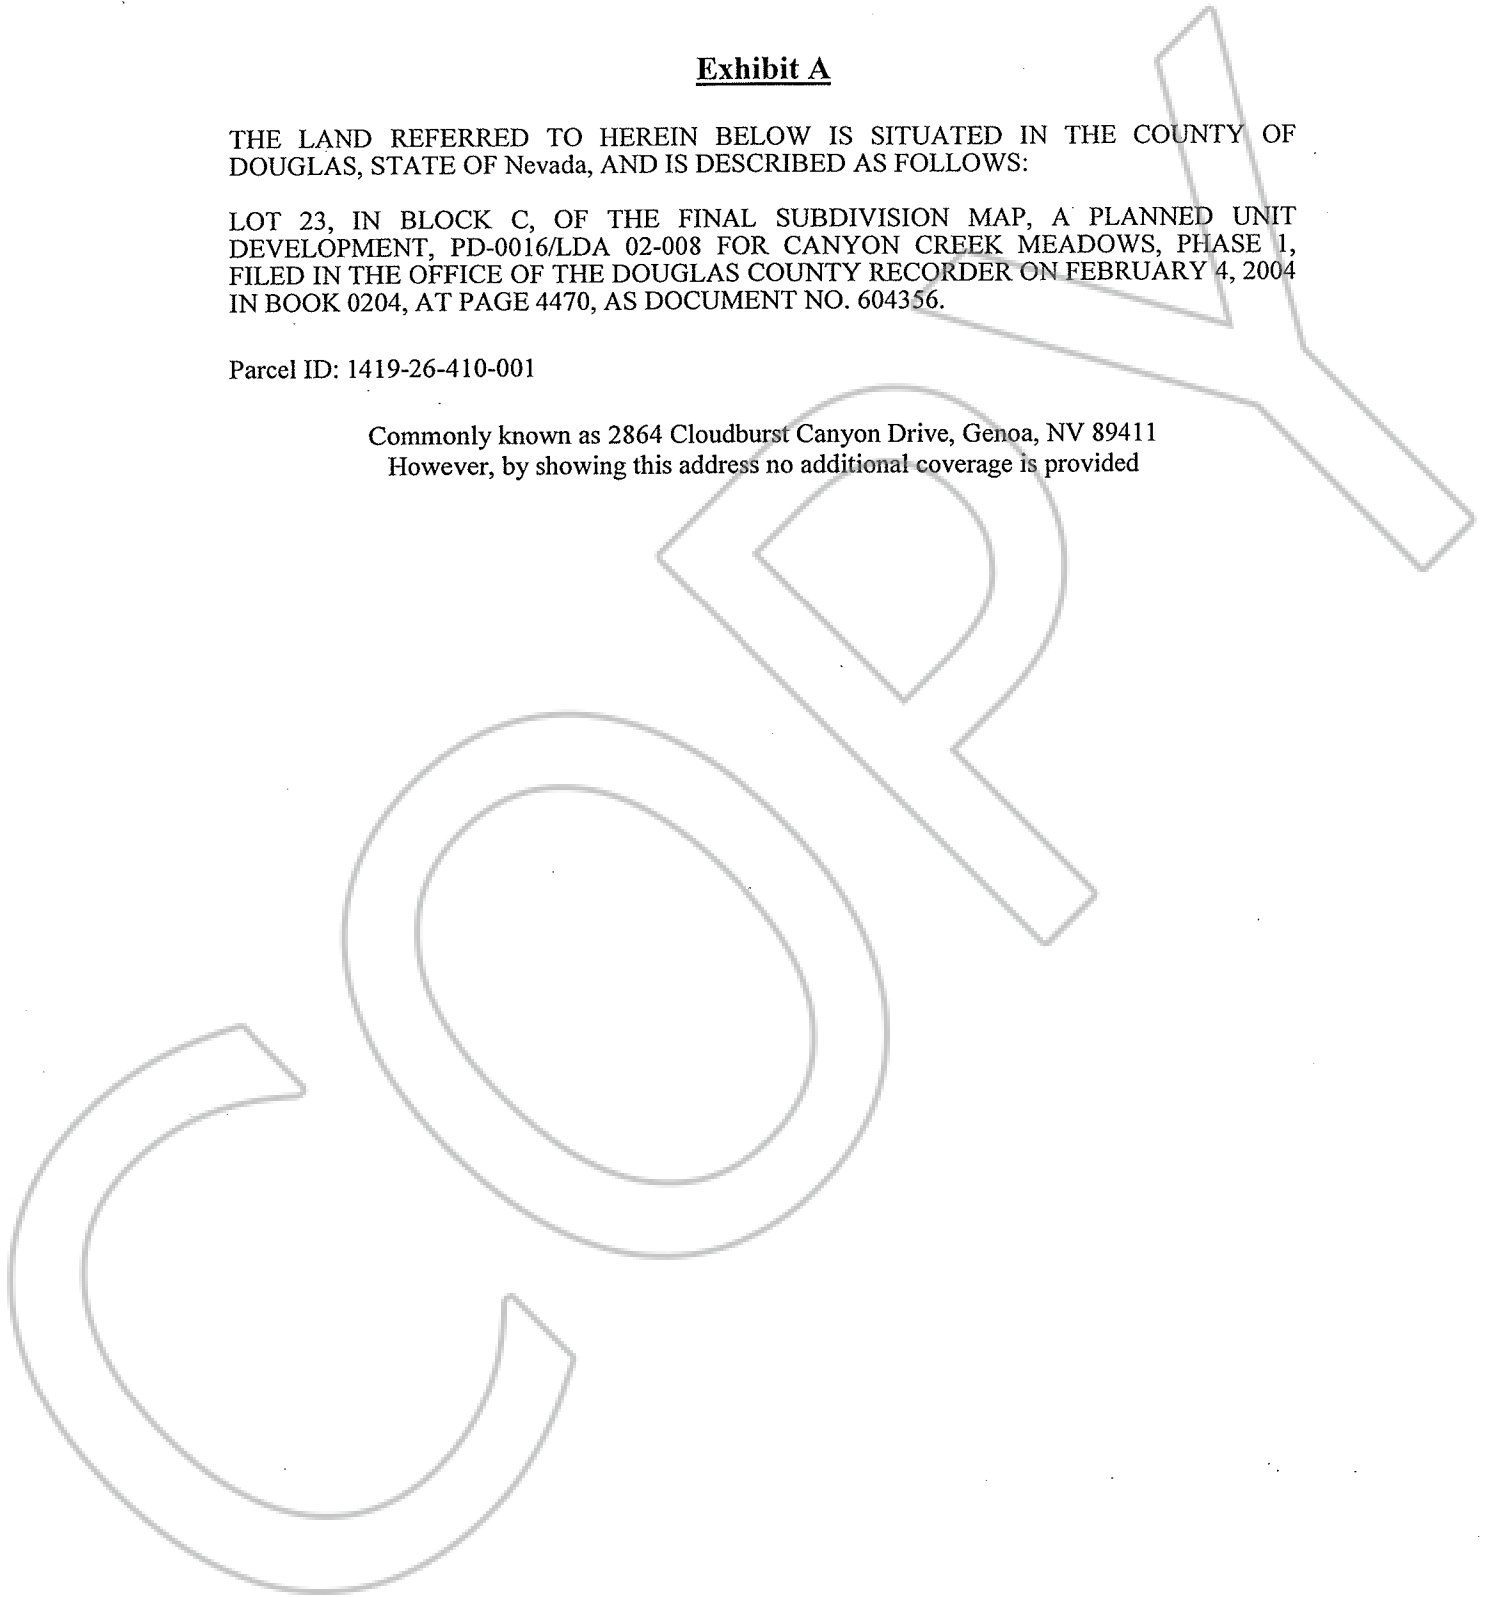 Exhibit A
THE LAND REFERRED TO HEREIN BELOW IS SITUATED IN THE COUNTY OF
DOUGLAS, STATE OF Nevada, AND IS DESCRIBED AS FOLLOWS:
LOT 23, IN BLOCK C, OF THE FINAL SUBDIVISION MAP, A PLANNED UNIT
DEVELOPMENT, PD-0016/LDA 02-008 FOR CANYON CREEK MEADOWS, PHASE 1,
FILED IN THE OFFICE OF THE DOUGLAS COUNTY RECORDER ON FEBRUARY 4, 2004
IN BOOK 0204, AT PAGE 4470, AS DOCUMENT NO. 604356.
Parcel ID: 1419-26-410-001
Commonly known as 2864 Cloudburst Canyon Drive, Genoa, NV 89411
However, by showing this address no additional coverage is provided
COPY